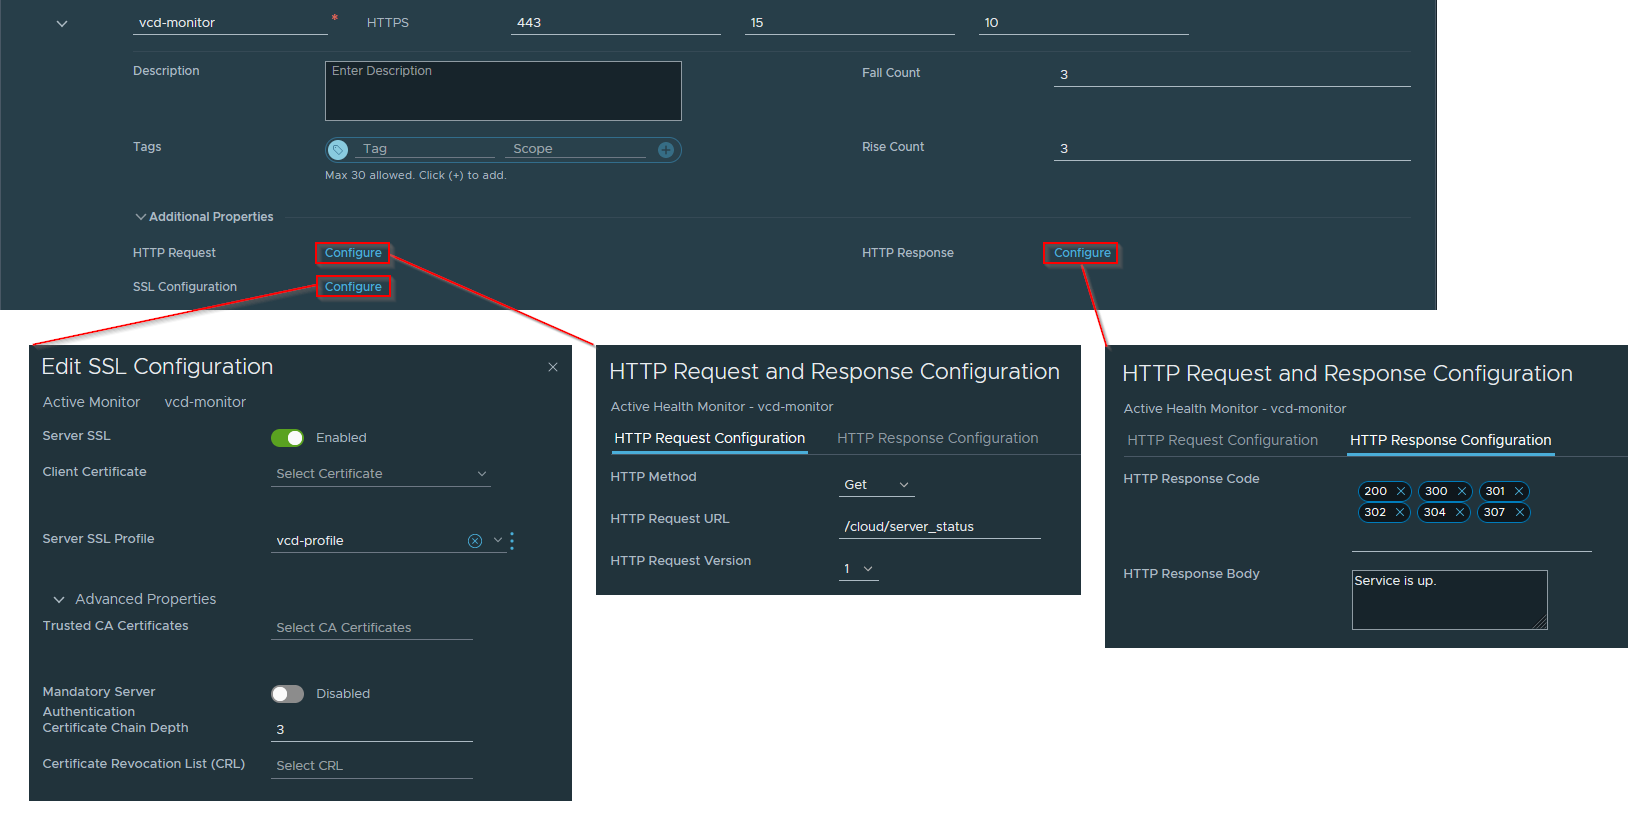 vcd-monitor * HTTPS 443 15 10
Description Enter Description Fall Count 3
Tags Tag Scope Rise Count 3
Max 30 allowed. Click (+) to add.
Additional Properties
HTTP Request Configure HTTP Response Configure
SSL Configuration Configure
Edit SSL Configuration
Active Monitor vcd-monitor
Server SSL Enabled
Client Certificate Select Certificate
Server SSL Profile vcd-profile
Advanced Properties
Trusted CA Certificates Select CA Certificates
Mandatory Server
Authentication
Disabled
Certificate Chain Depth 3
Certificate Revocation List (CRL) Select CRL
HTTP Request and Response Configuration
Active Health Monitor - vcd-monitor
HTTP Request Configuration HTTP Response Configuration
HTTP Method Get
HTTP Request URL /cloud/server_status
HTTP Request Version 1
HTTP Request and Response Configuration
Active Health Monitor - vcd-monitor
HTTP Request Configuration HTTP Response Configuration
HTTP Response Code
200 300 301
302 304 307
HTTP Response Body Service is up.